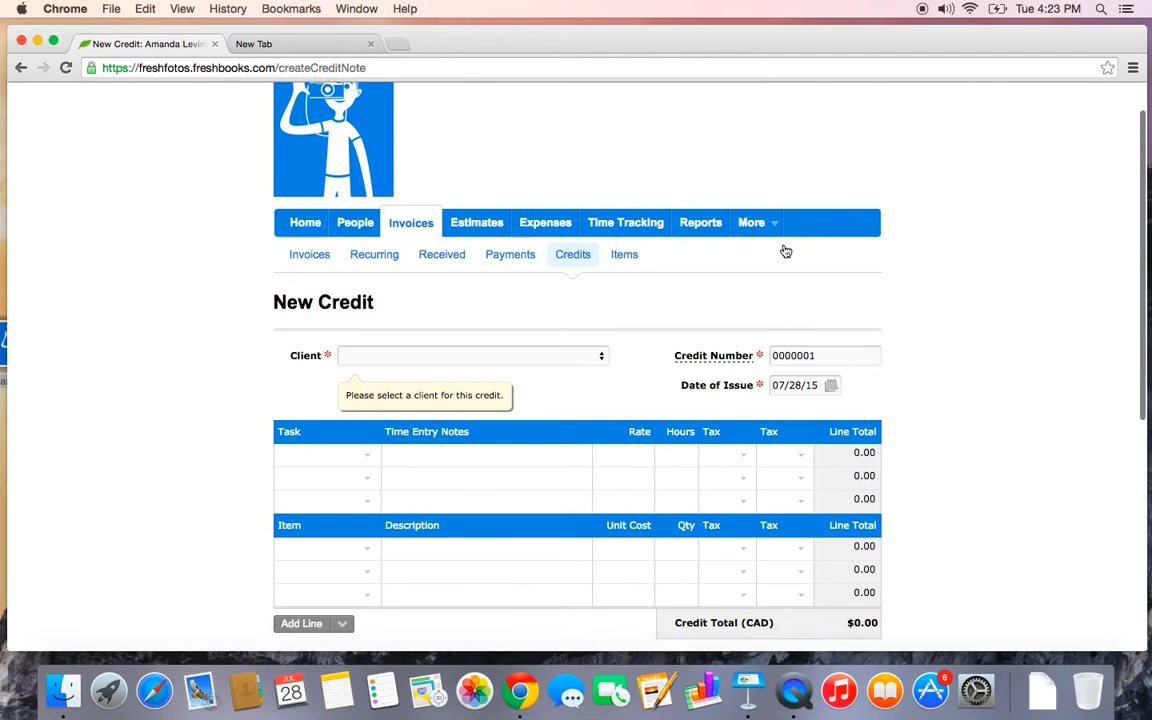 Chrome File Edit View History Bookmarks Window Help Tue 4:23 PM
New Credit: Amanda Levin New Tab
https://freshfotos.freshbooks.com/createCreditNote
Home People Invoices Estimates Expenses Time Tracking Reports More
Invoices Recurring Received Payments Credits Items
New Credit
Client * Credit Number * 0000001
Please select a client for this credit.
Date of Issue * 07/28/15
Task Time Entry Notes Rate Hours Tax Tax Line Total
0.00
0.00
0.00
Item Description Unit Cost Qty Tax Tax Line Total
0.00
0.00
0.00
Add Line Credit Total (CAD) $0.00
JUL
28
6